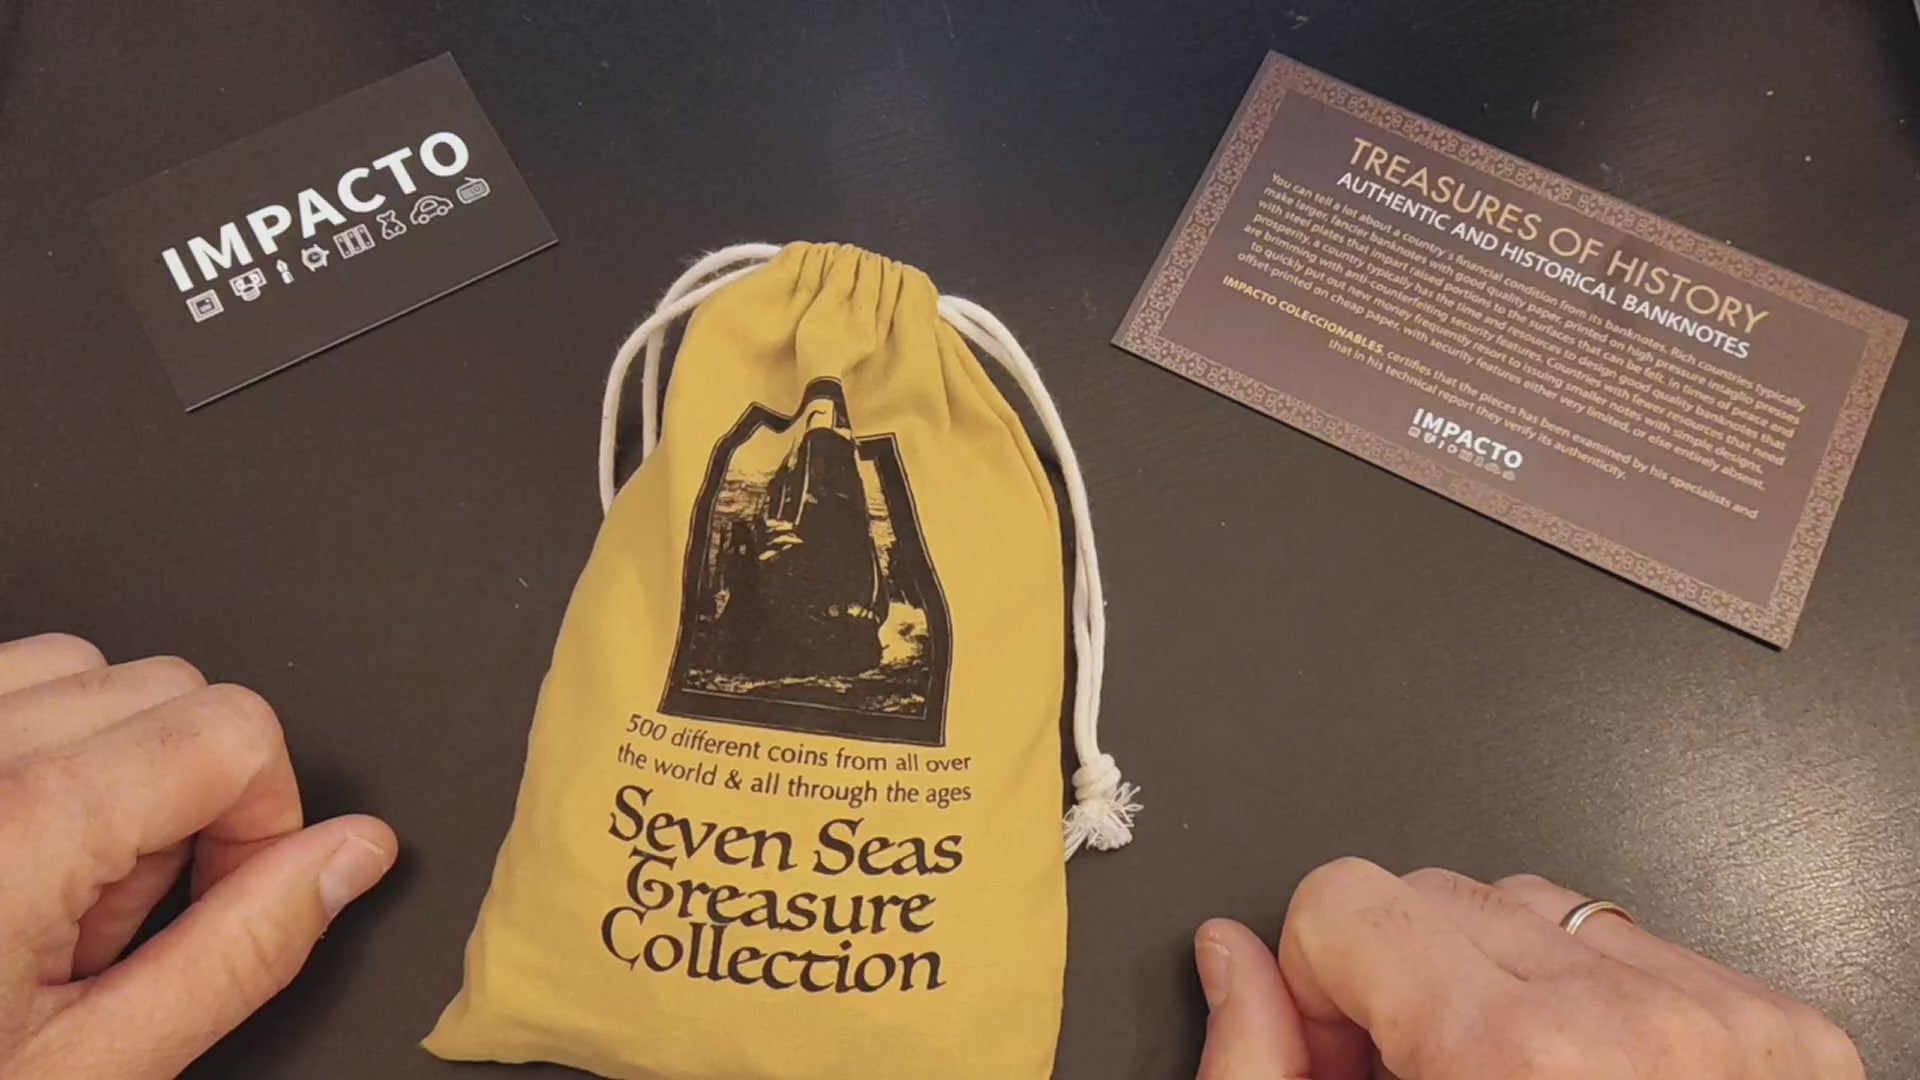 IMPACTO
TREASURES OF HISTORY
AUTHENTIC AND HISTORICAL BANKNOTES
You can tell a lot about a country's financial condition from its banknotes. Rich countries typically
make larger, fancier banknotes with good quality paper, printed on high pressure intaglio presses
with steel plates that impart raised portions to the surfaces that can be felt. In times of peace and
prosperity, a country typically has the time and resources to design good quality banknotes that
are brimming with anti-counterfeiting security features. Countries with fewer resources that need
to quickly put out new money frequently resort to issuing smaller notes with simple designs,
offset-printed on cheap paper, with security features either very limited, or else entirely absent.
IMPACTO COLECCIONABLES, certifies that the pieces has been examined by his specialists and
that in his technical report they verify its authenticity.
IMPACTO
500 different coins from all over
the world & all through the ages
Seven Seas
Treasure
Collection